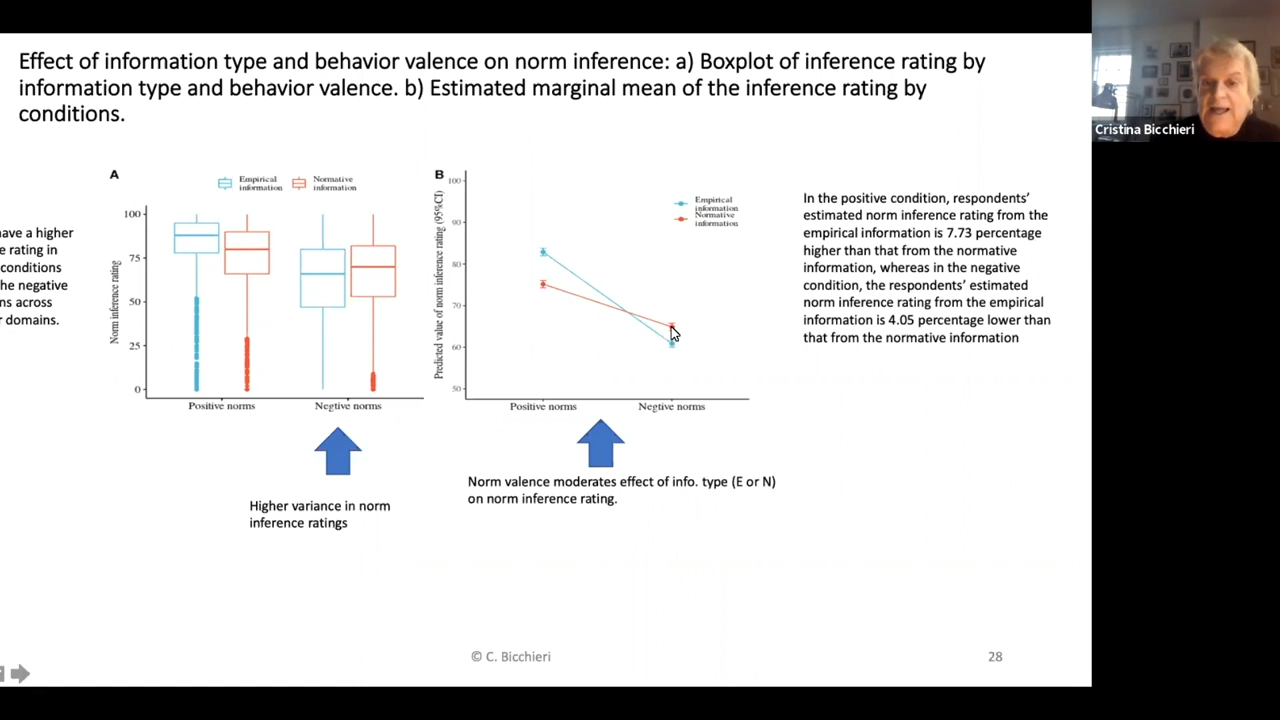 Effect of information type and behavior valence on norm inference: a) Boxplot of inference rating by
information type and behavior valence. b) Estimated marginal mean of the inference rating by
conditions.
Cristina Bicchieri
A
Empirical
information
Normative
information
100
75
50
25
0
Norm inference rating
Positive norms
Negtive norms
B
Empirical
information
Normative
information
100
90
80
70
60
50
Predicted value of norm inference rating (95%CI)
Positive norms
Negtive norms
ave a higher
e rating in
conditions
he negative
ns across
r domains.
In the positive condition, respondents'
estimated norm inference rating from the
empirical information is 7.73 percentage
higher than that from the normative
information, whereas in the negative
condition, the respondents' estimated
norm inference rating from the empirical
information is 4.05 percentage lower than
that from the normative information
Higher variance in norm
inference ratings
Norm valence moderates effect of info. type (E or N)
on norm inference rating.
© C. Bicchieri
28